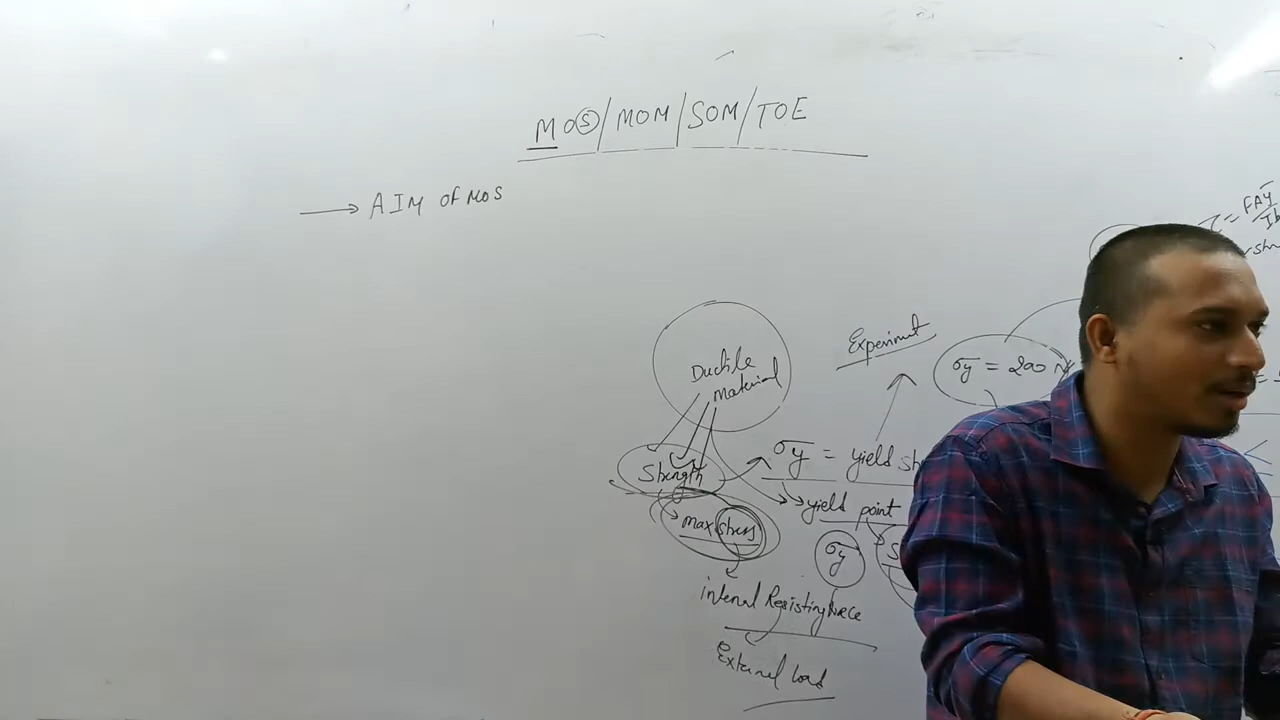 MOS/MOM/SOM/TOE
→ AIM OF MOS
τ = FAȳ
Ductile
Material
Experiment
σy = 200 N
Strength
σy = yield
max stress
yield point
σy
internal Resisting force
External load